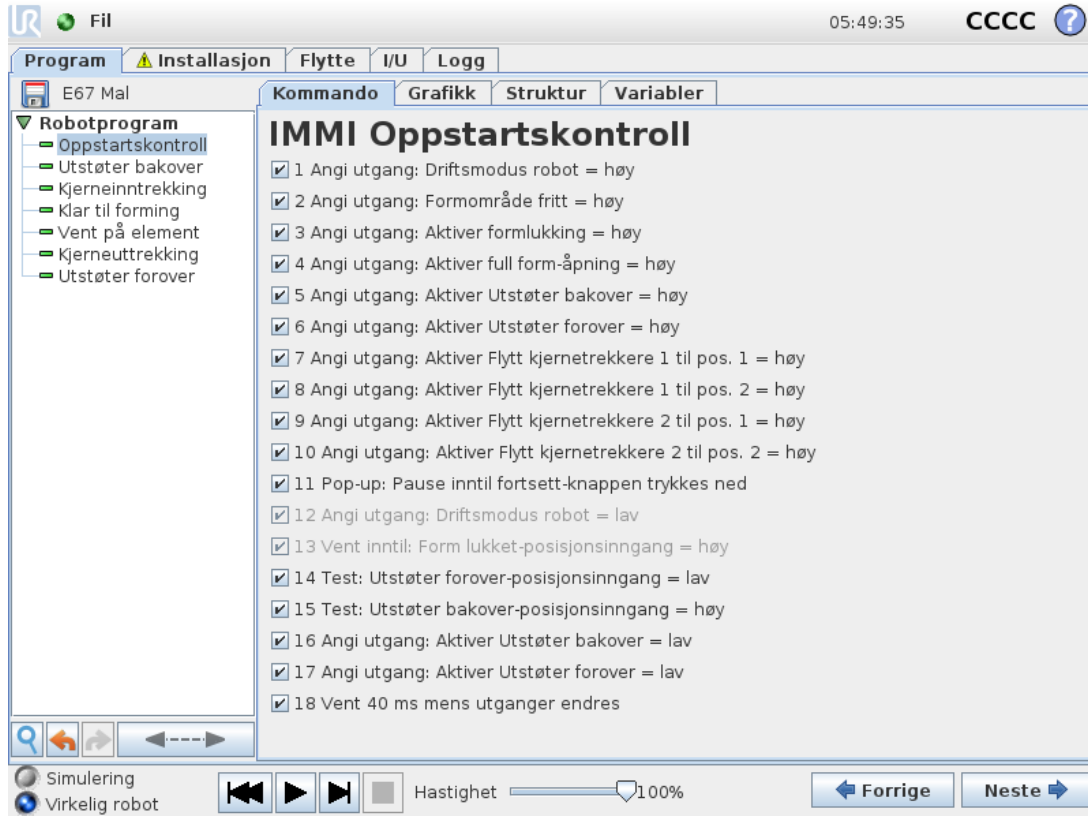 UR Fil 05:49:35 CCCC ?
Program Installasjon Flytte I/U Logg
E67 Mal Kommando Grafikk Struktur Variabler
Robotprogram
Oppstartskontroll
Utstøter bakover
Kjerneinntrekking
Klar til forming
Vent på element
Kjerneuttrekking
Utstøter forover
IMMI Oppstartskontroll
1 Angi utgang: Driftsmodus robot = høy
2 Angi utgang: Formområde fritt = høy
3 Angi utgang: Aktiver formlukking = høy
4 Angi utgang: Aktiver full form-åpning = høy
5 Angi utgang: Aktiver Utstøter bakover = høy
6 Angi utgang: Aktiver Utstøter forover = høy
7 Angi utgang: Aktiver Flytt kjernetrekkere 1 til pos. 1 = høy
8 Angi utgang: Aktiver Flytt kjernetrekkere 1 til pos. 2 = høy
9 Angi utgang: Aktiver Flytt kjernetrekkere 2 til pos. 1 = høy
10 Angi utgang: Aktiver Flytt kjernetrekkere 2 til pos. 2 = høy
11 Pop-up: Pause inntil fortsett-knappen trykkes ned
12 Angi utgang: Driftsmodus robot = lav
13 Vent inntil: Form lukket-posisjonsinngang = høy
14 Test: Utstøter forover-posisjonsinngang = lav
15 Test: Utstøter bakover-posisjonsinngang = høy
16 Angi utgang: Aktiver Utstøter bakover = lav
17 Angi utgang: Aktiver Utstøter forover = lav
18 Vent 40 ms mens utganger endres
Simulering
Virkelig robot
Hastighet 100% Forrige Neste